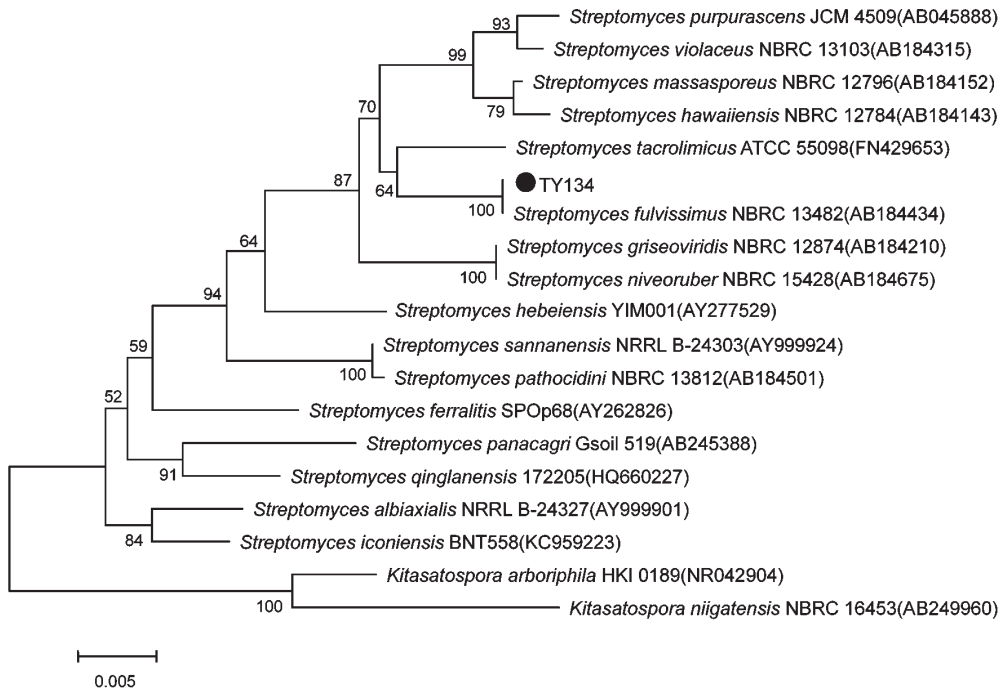 93 Streptomyces purpurascens JCM 4509(AB045888)
99 Streptomyces violaceus NBRC 13103(AB184315)
Streptomyces massasporeus NBRC 12796(AB184152)
70 79 Streptomyces hawaiiensis NBRC 12784(AB184143)
Streptomyces tacrolimicus ATCC 55098(FN429653)
87 64 TY134
100 Streptomyces fulvissimus NBRC 13482(AB184434)
64 Streptomyces griseoviridis NBRC 12874(AB184210)
100 Streptomyces niveoruber NBRC 15428(AB184675)
94 Streptomyces hebeiensis YIM001(AY277529)
59 Streptomyces sannanensis NRRL B-24303(AY999924)
100 Streptomyces pathocidini NBRC 13812(AB184501)
52 Streptomyces ferralitis SPOp68(AY262826)
Streptomyces panacagri Gsoil 519(AB245388)
91 Streptomyces qinglanensis 172205(HQ660227)
Streptomyces albiaxialis NRRL B-24327(AY999901)
84 Streptomyces iconiensis BNT558(KC959223)
Kitasatospora arboriphila HKI 0189(NR042904)
100 Kitasatospora niigatensis NBRC 16453(AB249960)
0.005